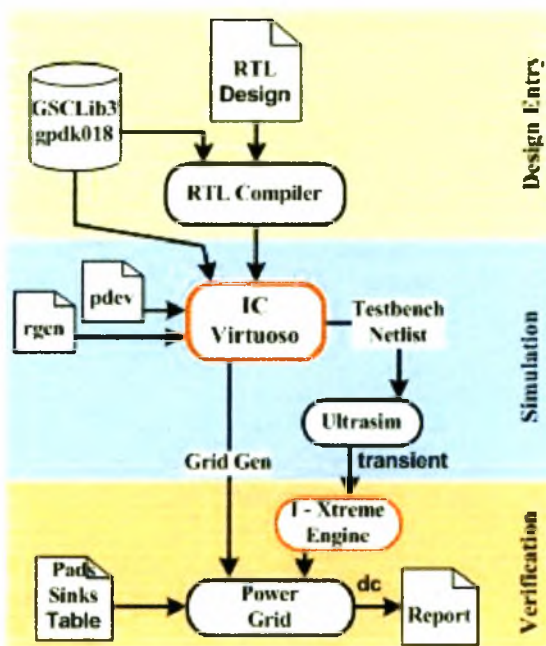 RTL
Design
GSCLib3
gpdk018
RTL Compiler
Design Entry
pdev
rgen
IC
Virtuoso
Testbench
Netlist
Ultrasim
Simulation
Grid Gen
transient
I - Xtreme
Engine
Verification
Pads
Sinks
Table
Power
Grid
dc
Report